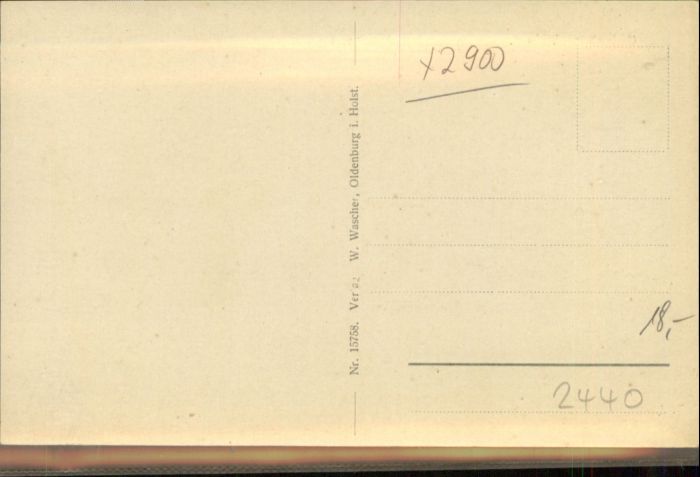 x2900
Nr. 15758. Verlag W. Wascher, Oldenburg i. Holst.
18,-
2440